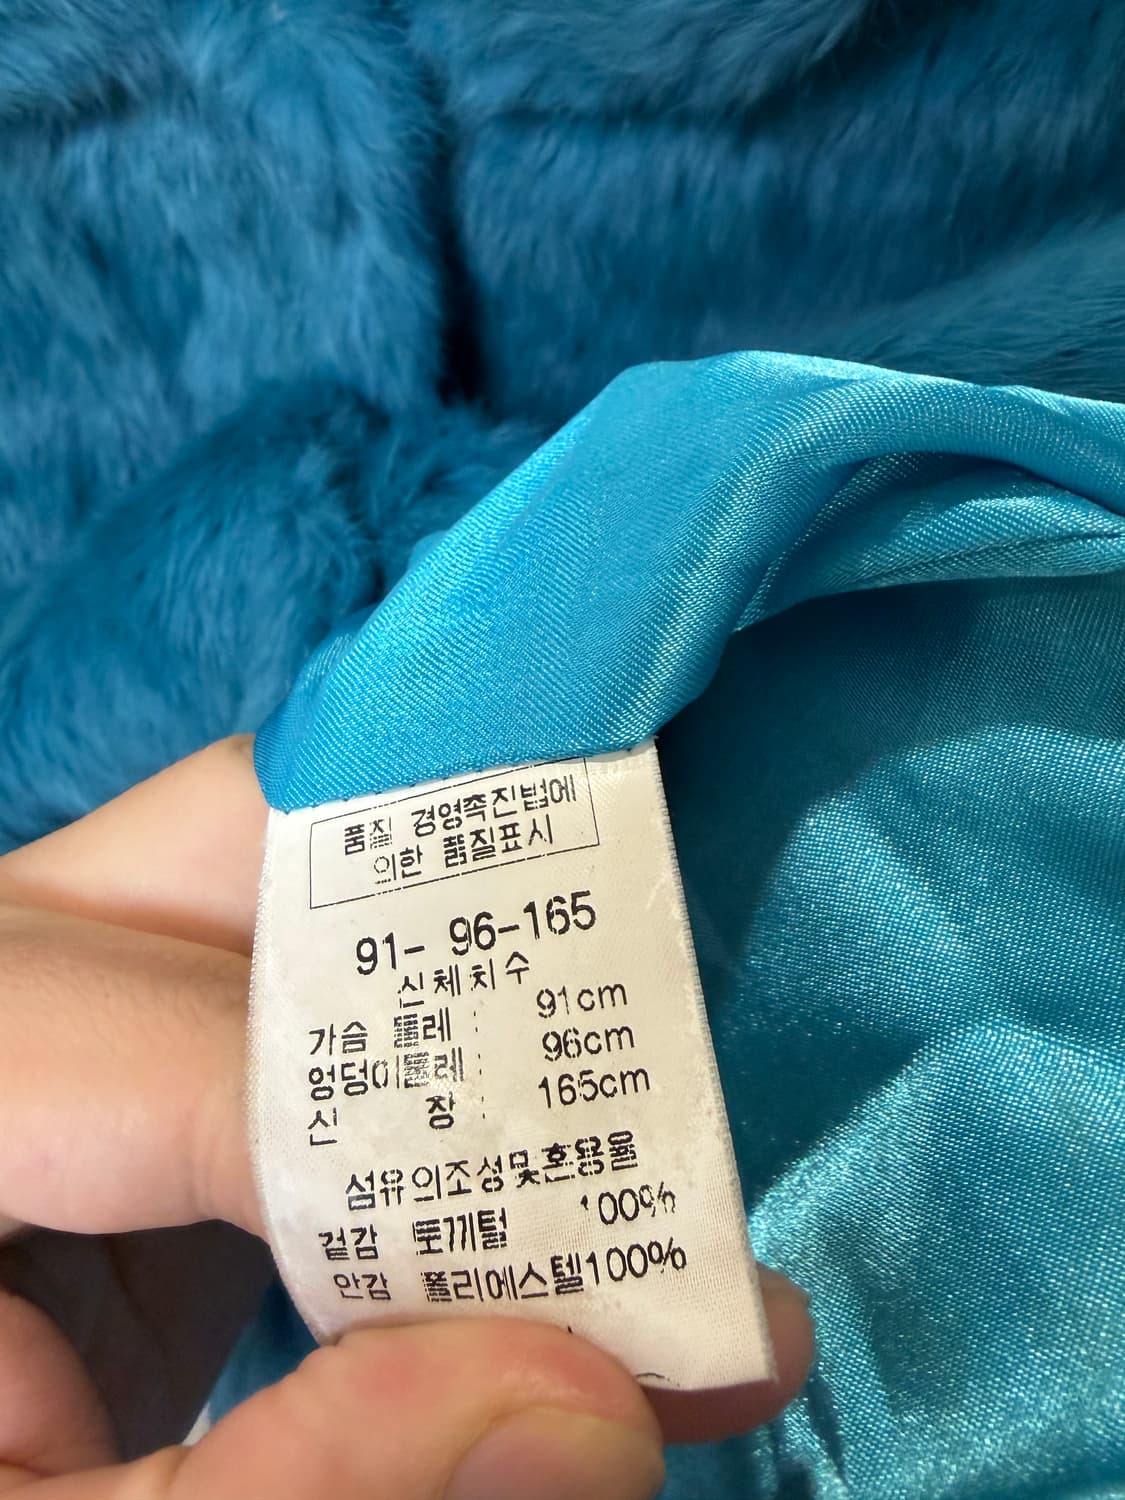 품질 경영촉진법에
의한 품질표시
91- 96-165
신체치수
가슴 둘레 : 91cm
엉덩이둘레 : 96cm
신 장 : 165cm
섬유의조성및혼용율
겉감 토끼털 100%
안감 폴리에스텔100%